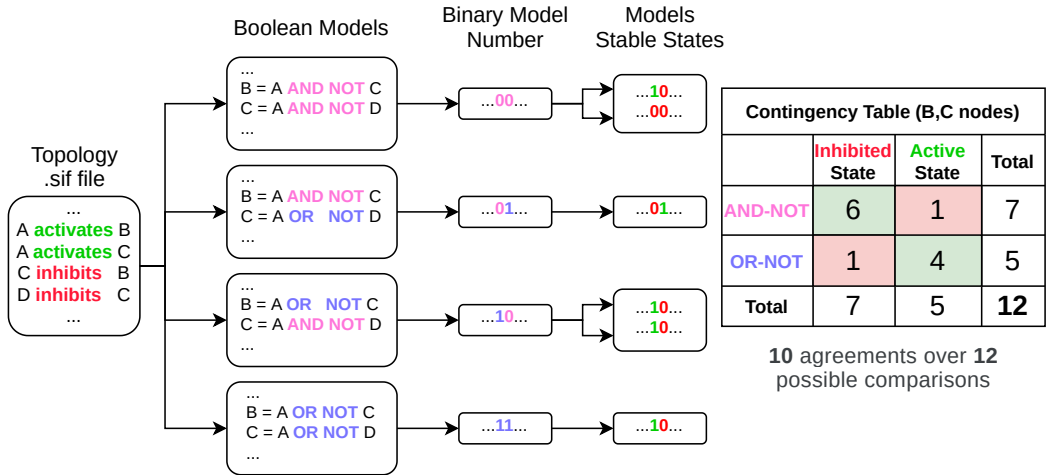 Boolean Models
Binary Model
Number
Models
Stable States
Topology
.sif file
...
A activates B
A activates C
C inhibits B
D inhibits C
...
...
B = A AND NOT C
C = A AND NOT D
...
...00...
...10...
...00...
...
B = A AND NOT C
C = A OR NOT D
...
...01...
...01...
...
B = A OR NOT C
C = A AND NOT D
...
...10...
...10...
...10...
...
B = A OR NOT C
C = A OR NOT D
...
...11...
...10...
Contingency Table (B,C nodes)
Inhibited State Active State Total
AND-NOT 6 1 7
OR-NOT 1 4 5
Total 7 5 12
10 agreements over 12
possible comparisons